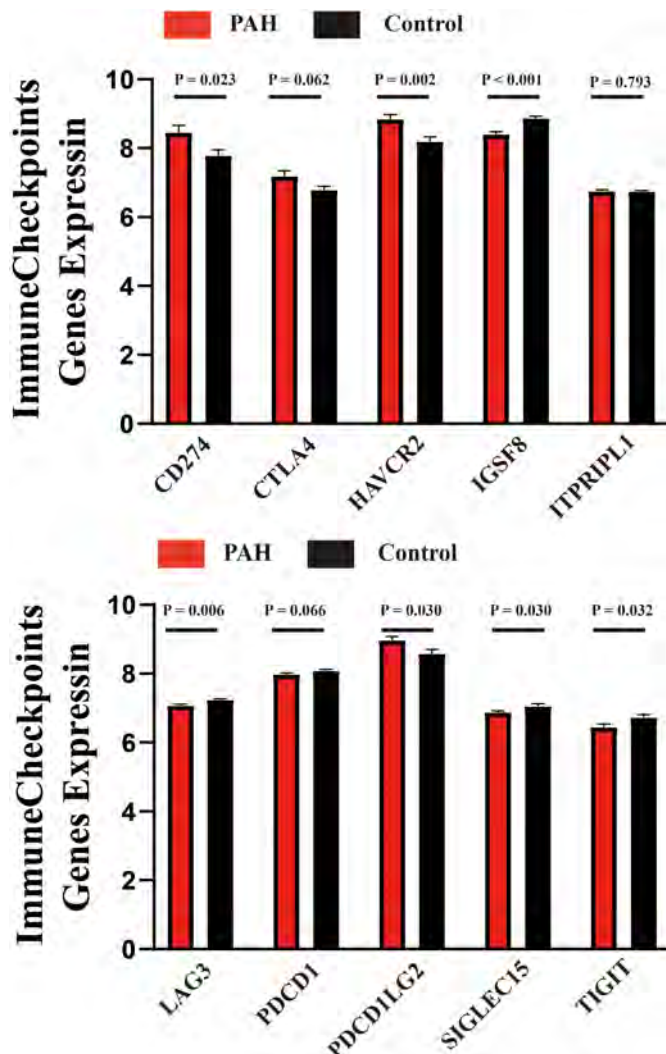 PAH Control
P = 0.023 P = 0.062 P = 0.002 P < 0.001 P = 0.793
ImmuneCheckpoints
Genes Expressin
10
8
6
4
2
0
CD274 CTLA4 HAVCR2 IGSF8 ITPRIPL1
PAH Control
P = 0.006 P = 0.066 P = 0.030 P = 0.030 P = 0.032
ImmuneCheckpoints
Genes Expressin
10
8
6
4
2
0
LAG3 PDCD1 PDCD1LG2 SIGLEC15 TIGIT